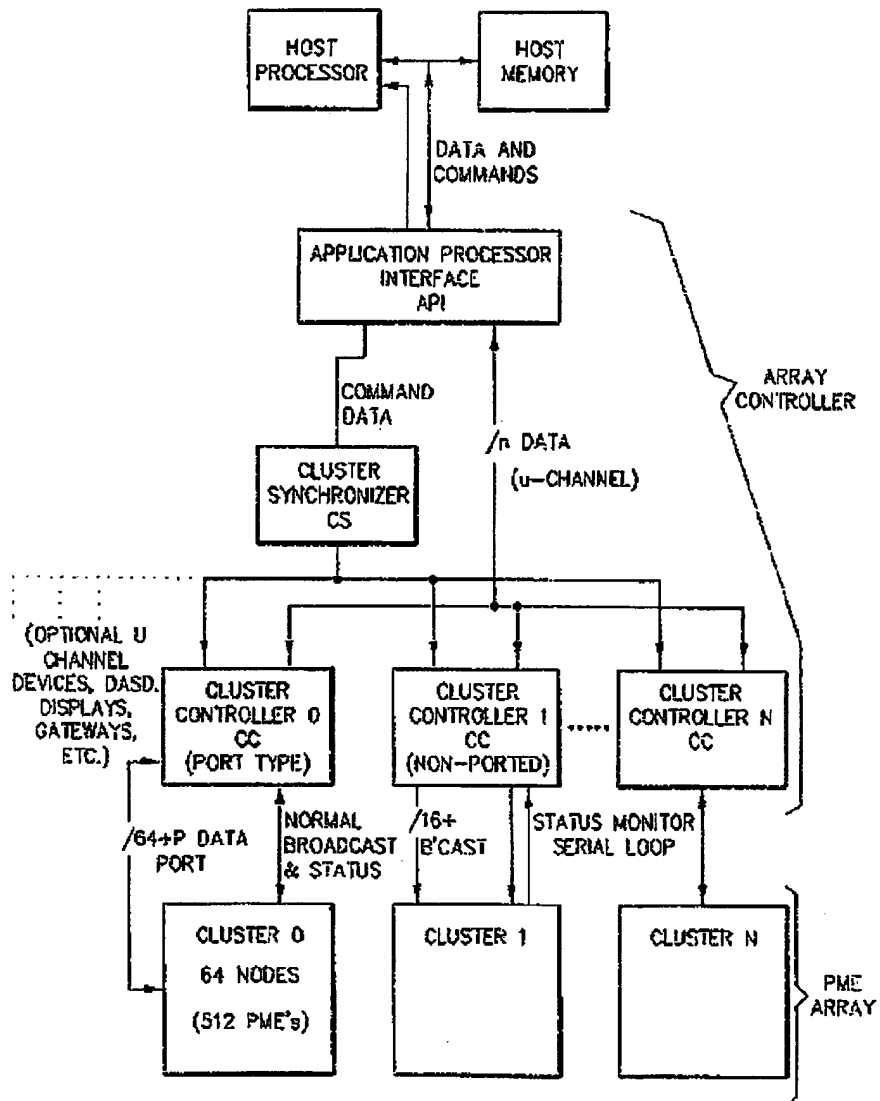 HOST
PROCESSOR
HOST
MEMORY
DATA AND
COMMANDS
APPLICATION PROCESSOR
INTERFACE
API
ARRAY
CONTROLLER
COMMAND
DATA
/n DATA
(u-CHANNEL)
CLUSTER
SYNCHRONIZER
CS
(OPTIONAL U
CHANNEL
DEVICES, DASD.
DISPLAYS,
GATEWAYS,
ETC.)
CLUSTER
CONTROLLER 0
CC
(PORT TYPE)
CLUSTER
CONTROLLER 1
CC
(NON-PORTED)
CLUSTER
CONTROLLER N
CC
/64+P DATA
PORT
NORMAL
BROADCAST
& STATUS
/16+
B'CAST
STATUS MONITOR
SERIAL LOOP
CLUSTER 0
64 NODES
(512 PME's)
CLUSTER 1
CLUSTER N
PME
ARRAY